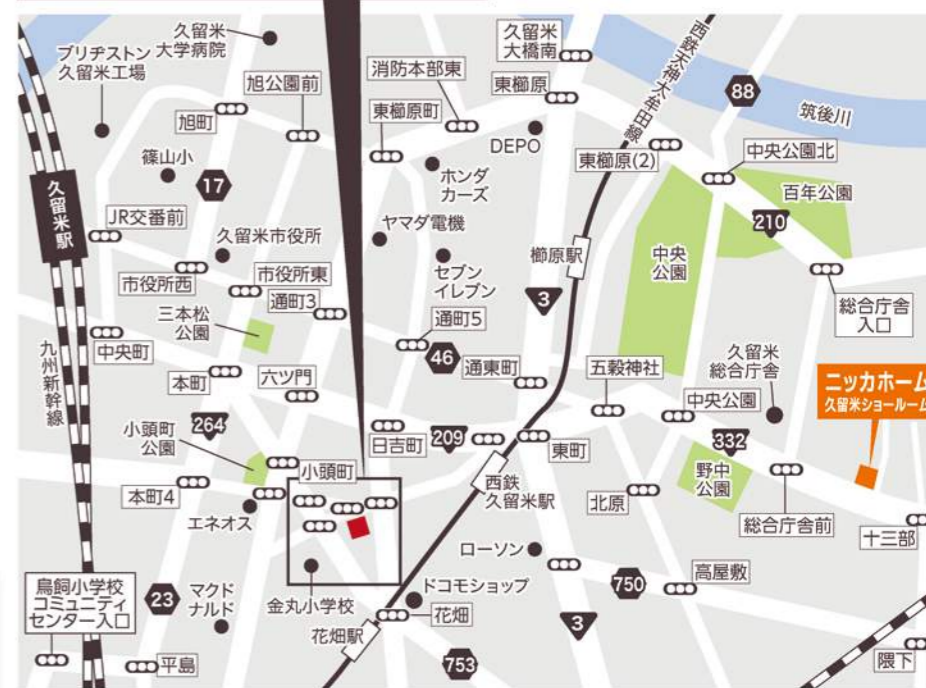 久留米
大学病院
ブリヂストン
久留米工場
旭公園前
消防本部東
久留米
大橋南
西鉄天神大牟田線
88
筑後川
旭町
東櫛原町
東櫛原
DEPO
東櫛原(2)
中央公園北
篠山小
17
ホンダ
カーズ
百年公園
210
久留米駅
JR交番前
久留米市役所
ヤマダ電機
櫛原駅
中央
公園
市役所西
市役所東
セブン
イレブン
通町3
3
総合庁舎
入口
三本松
公園
通町5
九州新幹線
中央町
本町
六ツ門
46
通東町
五穀神社
久留米
総合庁舎
ニッカホーム
久留米ショールーム
264
小頭町
公園
日吉町
209
東町
中央公園
332
小頭町
本町4
エネオス
西鉄
久留米駅
北原
野中
公園
総合庁舎前
十三部
ローソン
鳥飼小学校
コミュニティ
センター入口
23
マクド
ナルド
金丸小学校
ドコモショップ
750
高屋敷
花畑
3
花畑駅
平島
753
隈下